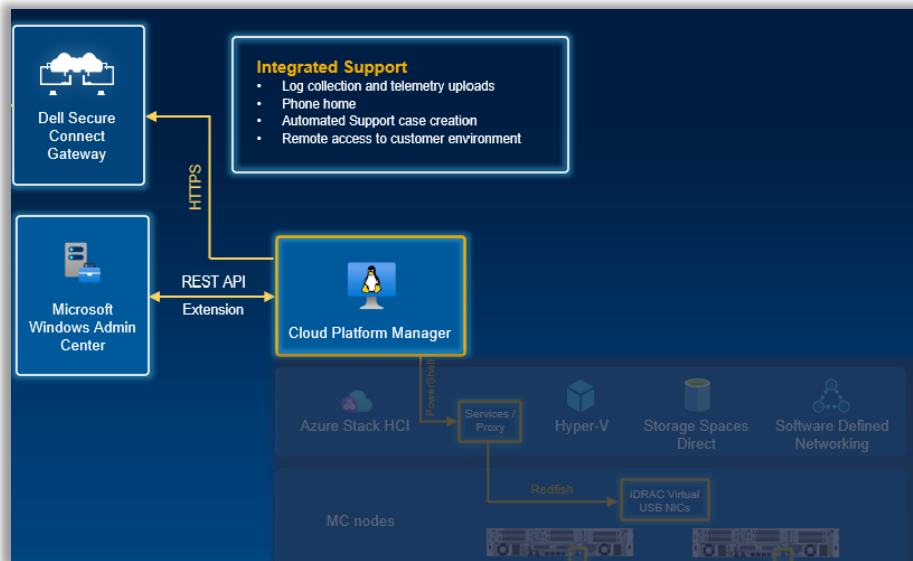 Integrated Support
• Log collection and telemetry uploads
• Phone home
• Automated Support case creation
• Remote access to customer environment
Dell Secure
Connect
Gateway
HTTPS
Microsoft
Windows Admin
Center
REST API
Extension
Cloud Platform Manager
PowerShell
Azure Stack HCI
Services /
Proxy
Hyper-V
Storage Spaces
Direct
Software Defined
Networking
Redfish
iDRAC Virtual
USB NICs
MC nodes